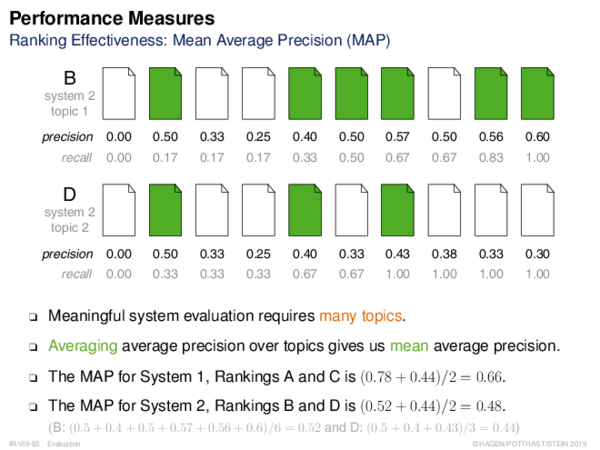 Performance Measures
Ranking Effectiveness: Mean Average Precision (MAP)
B
system 2
topic 1
precision 0.00 0.50 0.33 0.25 0.40 0.50 0.57 0.50 0.56 0.60
recall 0.00 0.17 0.17 0.17 0.33 0.50 0.67 0.67 0.83 1.00
D
system 2
topic 2
precision 0.00 0.50 0.33 0.25 0.40 0.33 0.43 0.38 0.33 0.30
recall 0.00 0.33 0.33 0.33 0.67 0.67 1.00 1.00 1.00 1.00
❑ Meaningful system evaluation requires many topics.
❑ Averaging average precision over topics gives us mean average precision.
❑ The MAP for System 1, Rankings A and C is (0.78 + 0.44)/2 = 0.66.
❑ The MAP for System 2, Rankings B and D is (0.52 + 0.44)/2 = 0.48.
(B: (0.5 + 0.4 + 0.5 + 0.57 + 0.56 + 0.6)/6 = 0.52 and D: (0.5 + 0.4 + 0.43)/3 = 0.44)
IR:VIII-65 Evaluation ©HAGEN/POTTHAST/STEIN 2019